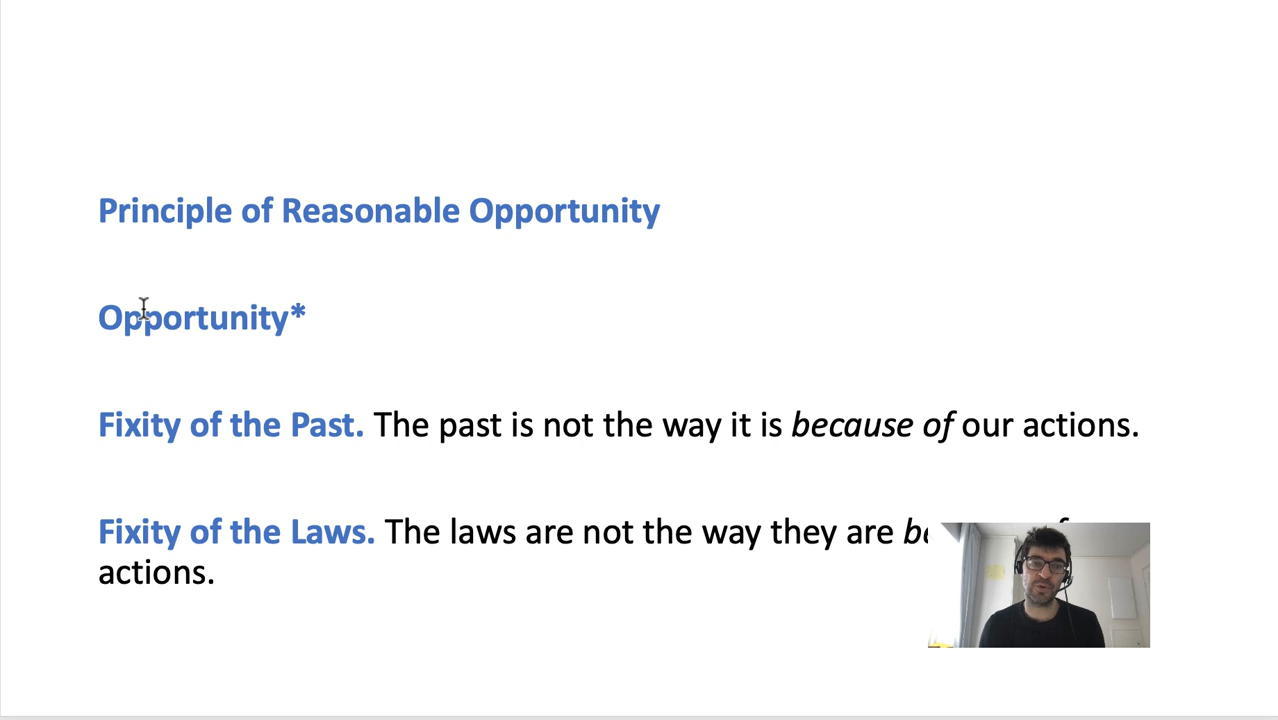 Principle of Reasonable Opportunity
Opportunity*
Fixity of the Past. The past is not the way it is because of our actions.
Fixity of the Laws. The laws are not the way they are
actions.